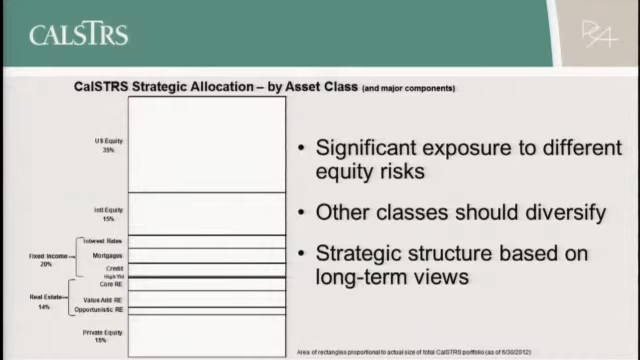 CALSTRS
PCA
CalSTRS Strategic Allocation – by Asset Class (and major components)
US Equity
35%
Intl Equity
15%
Interest Rates
Fixed Income
20%
Mortgages
Credit
High Yld
Core RE
Real Estate
14%
Value Add RE
Opportunistic RE
Private Equity
15%
• Significant exposure to different
equity risks
• Other classes should diversify
• Strategic structure based on
long-term views
Area of rectangles proportional to actual size of total CalSTRS portfolio (as of 6/30/2012)